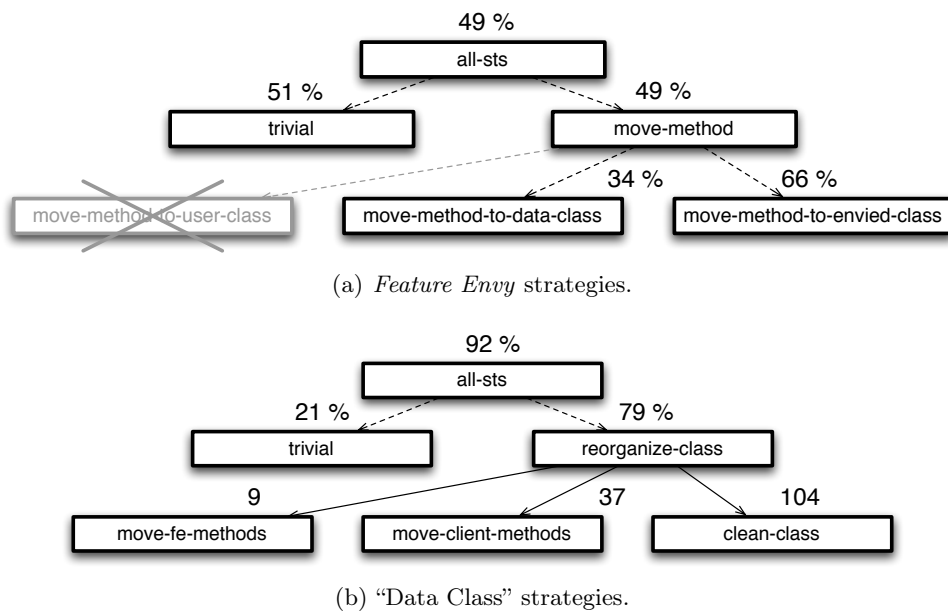 49 %
all-sts
51 %
49 %
trivial
move-method
34 %
66 %
move-method-to-user-class
move-method-to-data-class
move-method-to-envied-class
(a) Feature Envy strategies.
92 %
all-sts
21 %
79 %
trivial
reorganize-class
9
37
104
move-fe-methods
move-client-methods
clean-class
(b) “Data Class” strategies.